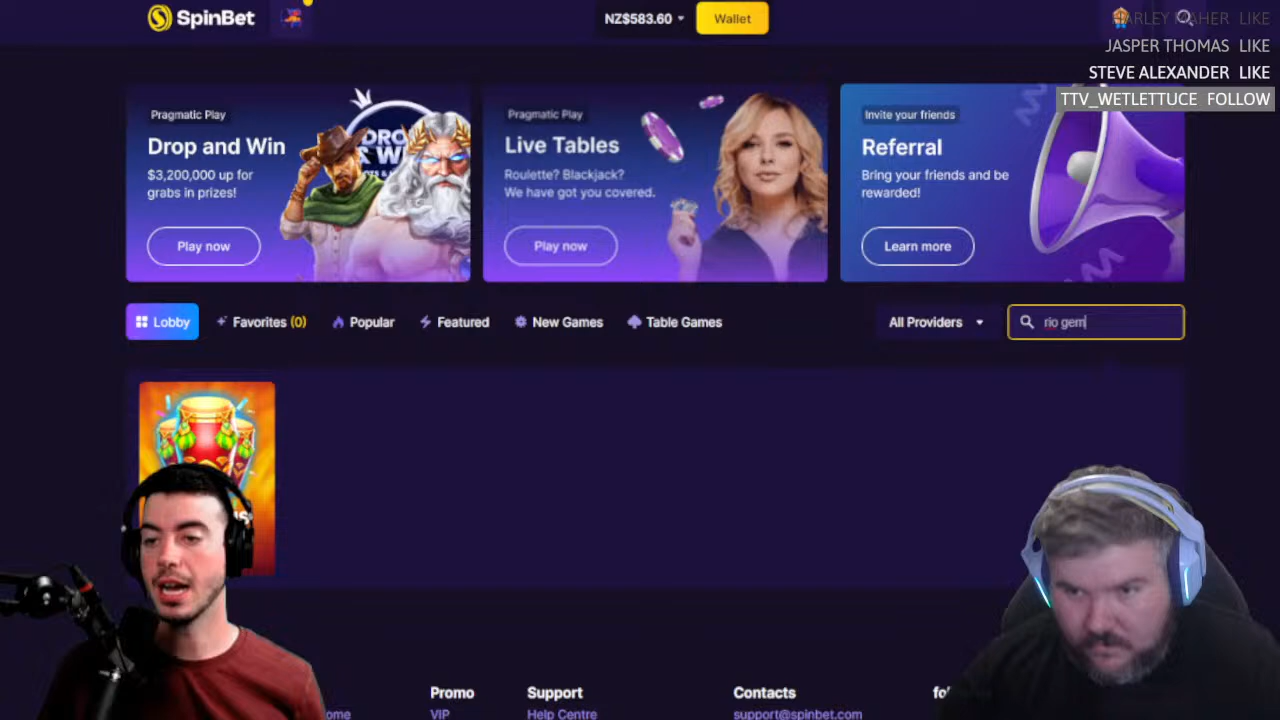 SpinBet
NZ$583.60
Wallet
HARLEY MAHER LIKE
JASPER THOMAS LIKE
STEVE ALEXANDER LIKE
TTV_WETLETTUCE FOLLOW
Pragmatic Play
Drop and Win
$3,200,000 up for
grabs in prizes!
Play now
Pragmatic Play
Live Tables
Roulette? Blackjack?
We have got you covered.
Play now
Invite your friends
Referral
Bring your friends and be
rewarded!
Learn more
Lobby
Favorites (0)
Popular
Featured
New Games
Table Games
All Providers
rio gem
Promo
Support
Contacts
VIP
Help Centre
support@spinbet.com